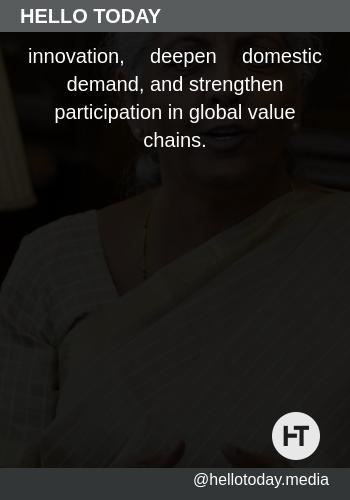 HELLO TODAY
innovation, deepen domestic
demand, and strengthen
participation in global value
chains.
HT
@hellotoday.media